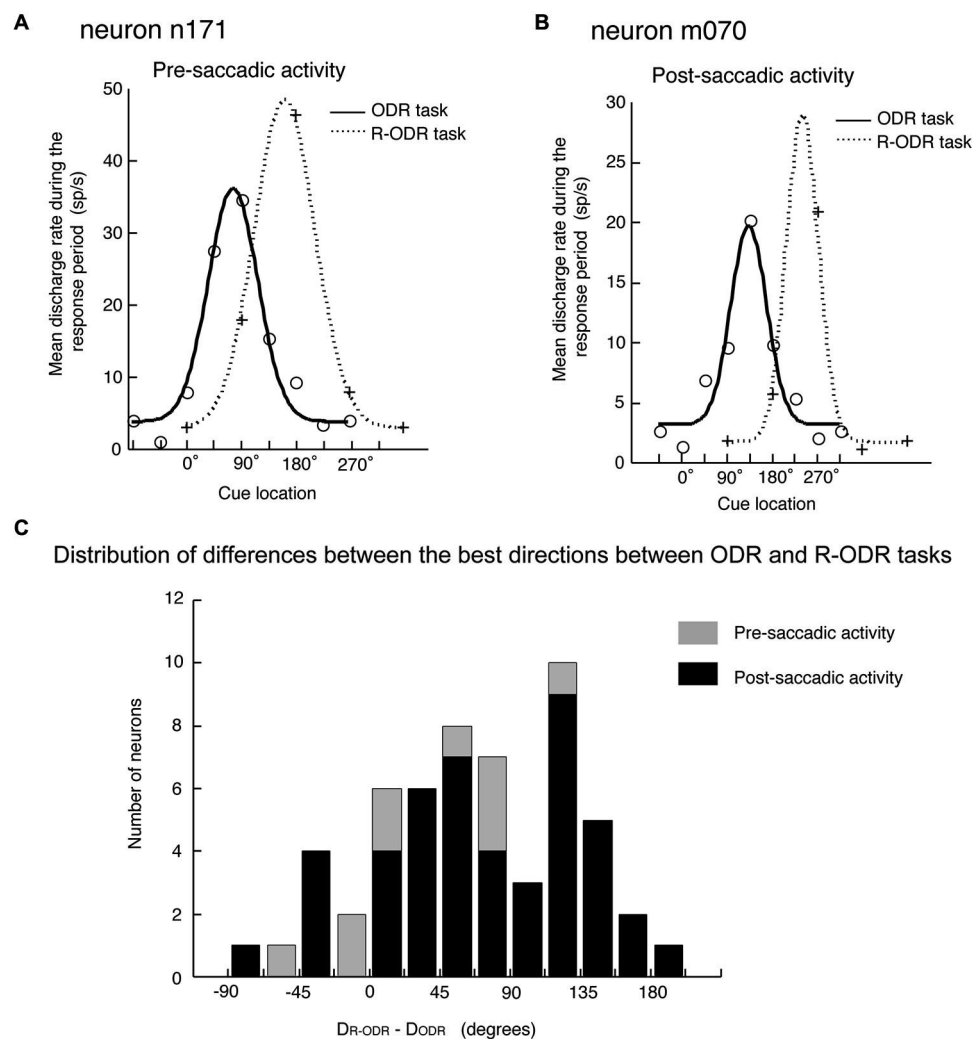 A neuron n171
Pre-saccadic activity
50
40
30
20
10
0
Mean discharge rate during the
response period (sp/s)
ODR task
R-ODR task
0° 90° 180° 270°
Cue location
B neuron m070
Post-saccadic activity
30
25
20
15
10
5
0
Mean discharge rate during the
response period (sp/s)
ODR task
R-ODR task
0° 90° 180° 270°
Cue location
C
Distribution of differences between the best directions between ODR and R-ODR tasks
12
10
8
6
4
2
0
Number of neurons
Pre-saccadic activity
Post-saccadic activity
-90 -45 0 45 90 135 180
DR-ODR - DODR (degrees)